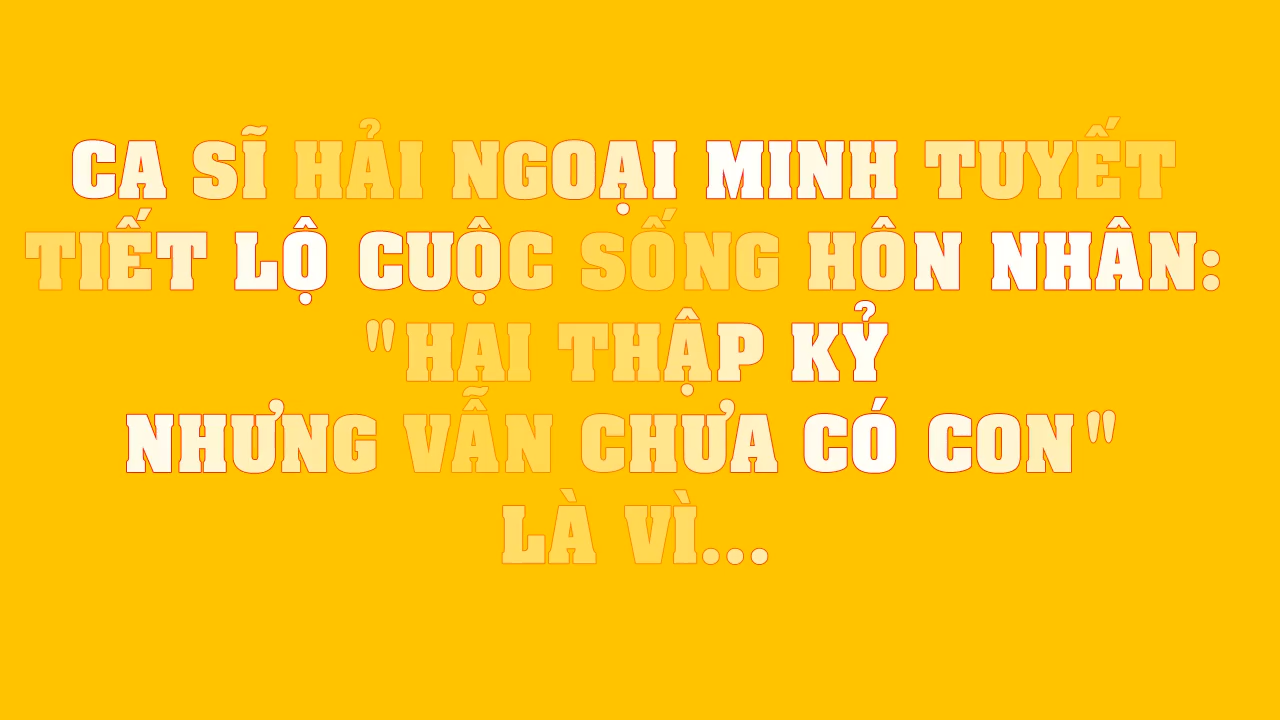 CA SĨ HẢI NGOẠI MINH TUYẾT
TIẾT LỘ CUỘC SỐNG HÔN NHÂN:
"HAI THẬP KỶ
NHƯNG VẪN CHƯA CÓ CON"
LÀ VÌ...